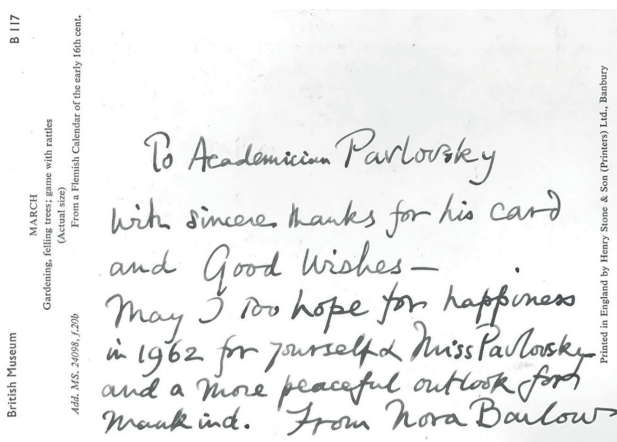 British Museum
B 117
MARCH
Gardening, felling trees; game with rattles
(Actual size)
Add. MS. 24098, f.20b
From a Flemish Calendar of the early 16th cent.
To Academician Pavlovsky
with sincere thanks for his card
and Good Wishes —
May I too hope for happiness
in 1962 for yourself & Miss Pavlovsky
and a more peaceful outlook for
mankind. From Nora Barlow
Printed in England by Henry Stone & Son (Printers) Ltd., Banbury